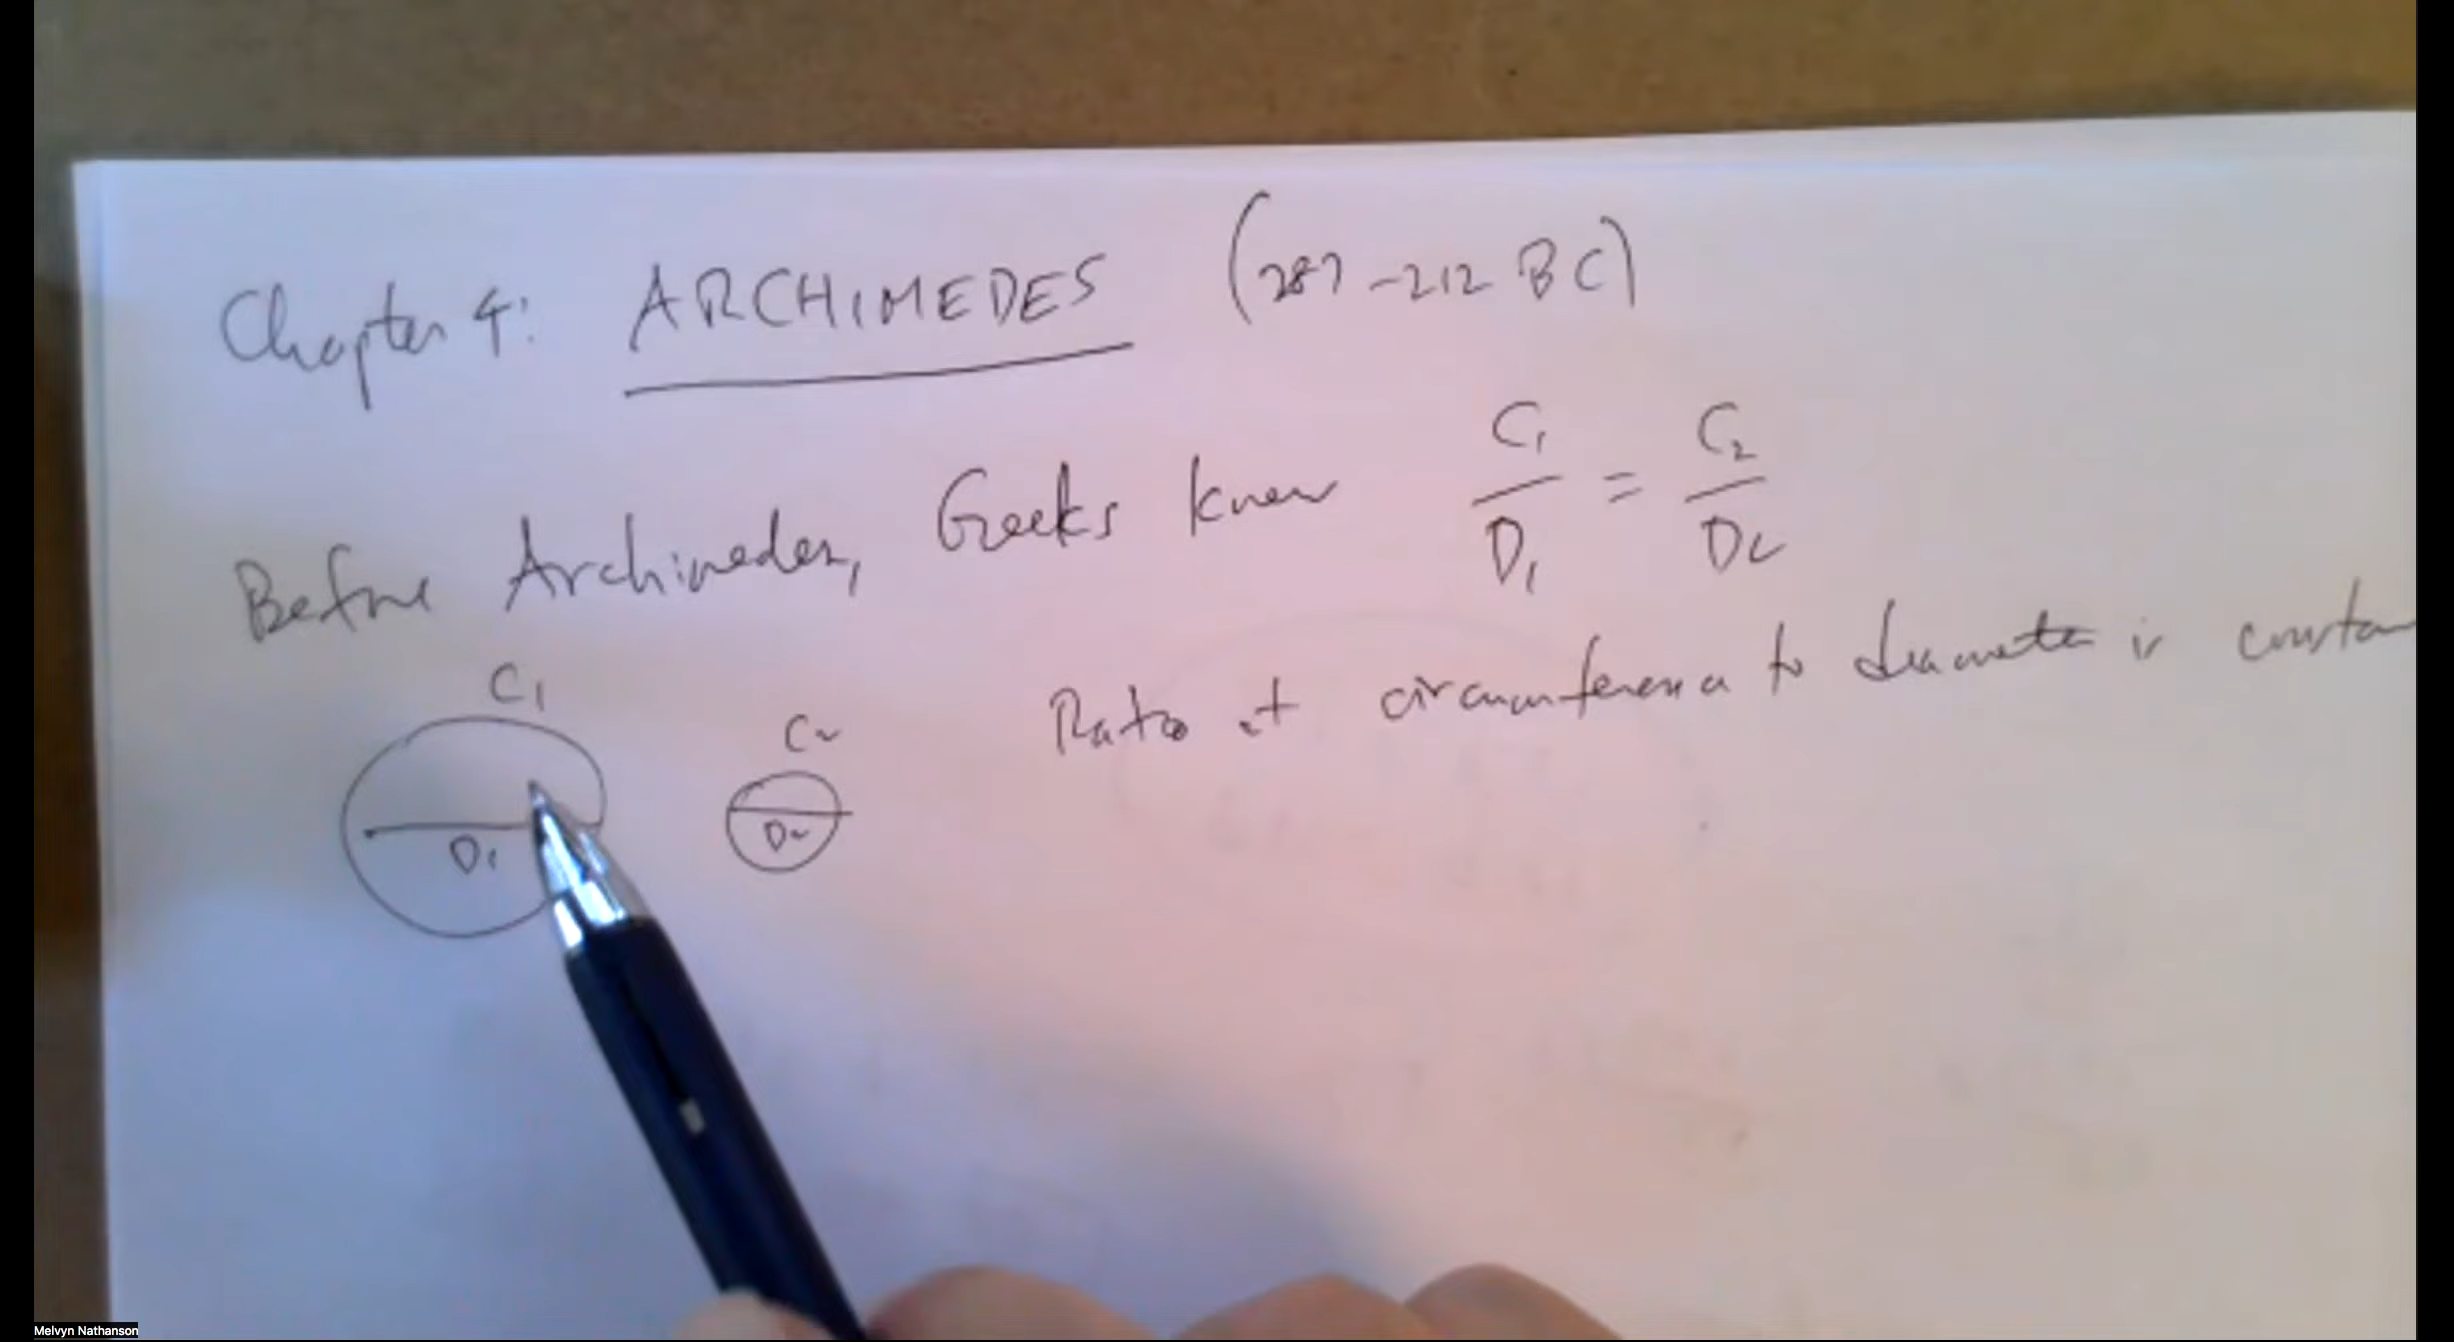 Chapter 4: ARCHIMEDES (287-212 BC)
Before Archimedes, Greeks knew C₁/D₁ = C₂/D₂
Ratio of circumference to diameter is constan
C₁
C₂
D₁
D₂
Melvyn Nathanson